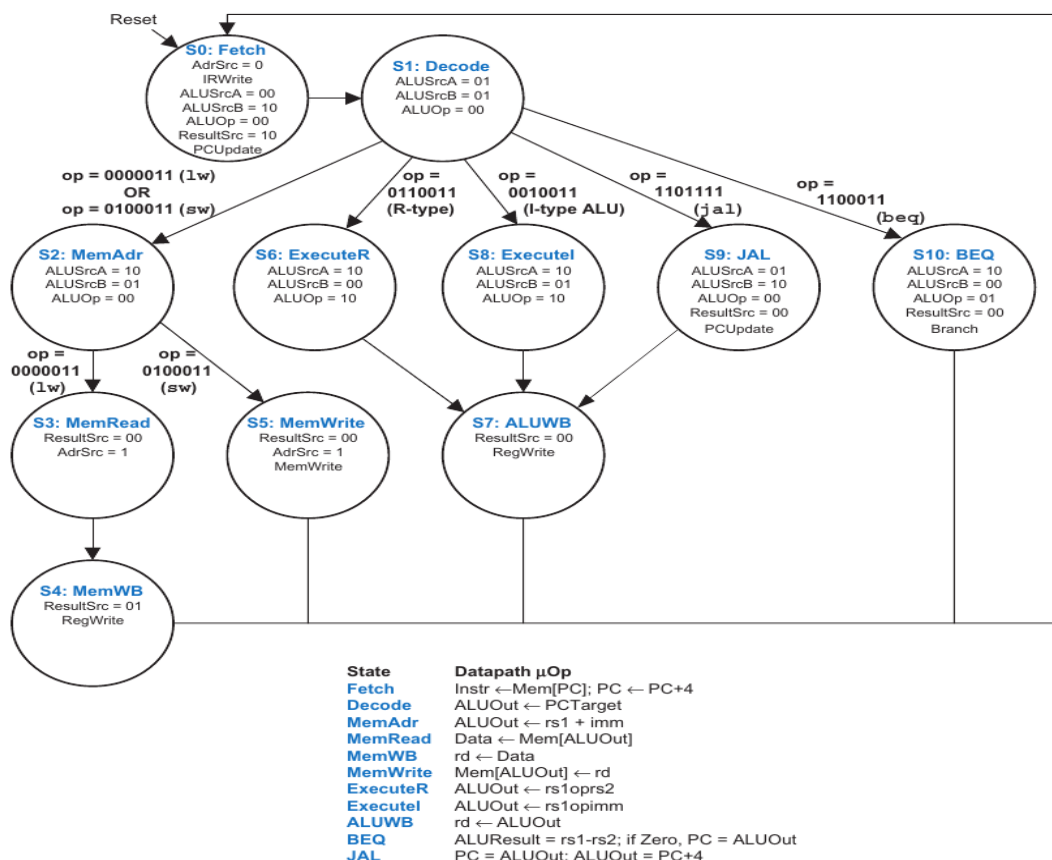 Reset
S0: Fetch
AdrSrc = 0
IRWrite
ALUSrcA = 00
ALUSrcB = 10
ALUOp = 00
ResultSrc = 10
PCUpdate
S1: Decode
ALUSrcA = 01
ALUSrcB = 01
ALUOp = 00
op = 0000011 (lw)
OR
op = 0100011 (sw)
op =
0110011
(R-type)
op =
0010011
(I-type ALU)
op =
1101111
(jal)
op =
1100011
(beq)
S2: MemAdr
ALUSrcA = 10
ALUSrcB = 01
ALUOp = 00
S6: ExecuteR
ALUSrcA = 10
ALUSrcB = 00
ALUOp = 10
S8: ExecuteI
ALUSrcA = 10
ALUSrcB = 01
ALUOp = 10
S9: JAL
ALUSrcA = 01
ALUSrcB = 10
ALUOp = 00
ResultSrc = 00
PCUpdate
S10: BEQ
ALUSrcA = 10
ALUSrcB = 00
ALUOp = 01
ResultSrc = 00
Branch
op =
0000011
(lw)
op =
0100011
(sw)
S3: MemRead
ResultSrc = 00
AdrSrc = 1
S5: MemWrite
ResultSrc = 00
AdrSrc = 1
MemWrite
S7: ALUWB
ResultSrc = 00
RegWrite
S4: MemWB
ResultSrc = 01
RegWrite
State Datapath µOp
Fetch Instr ←Mem[PC]; PC ← PC+4
Decode ALUOut ← PCTarget
MemAdr ALUOut ← rs1 + imm
MemRead Data ← Mem[ALUOut]
MemWB rd ← Data
MemWrite Mem[ALUOut] ← rd
ExecuteR ALUOut ← rs1oprs2
ExecuteI ALUOut ← rs1opimm
ALUWB rd ← ALUOut
BEQ ALUResult = rs1-rs2; if Zero, PC = ALUOut
JAL PC = ALUOut; ALUOut = PC+4